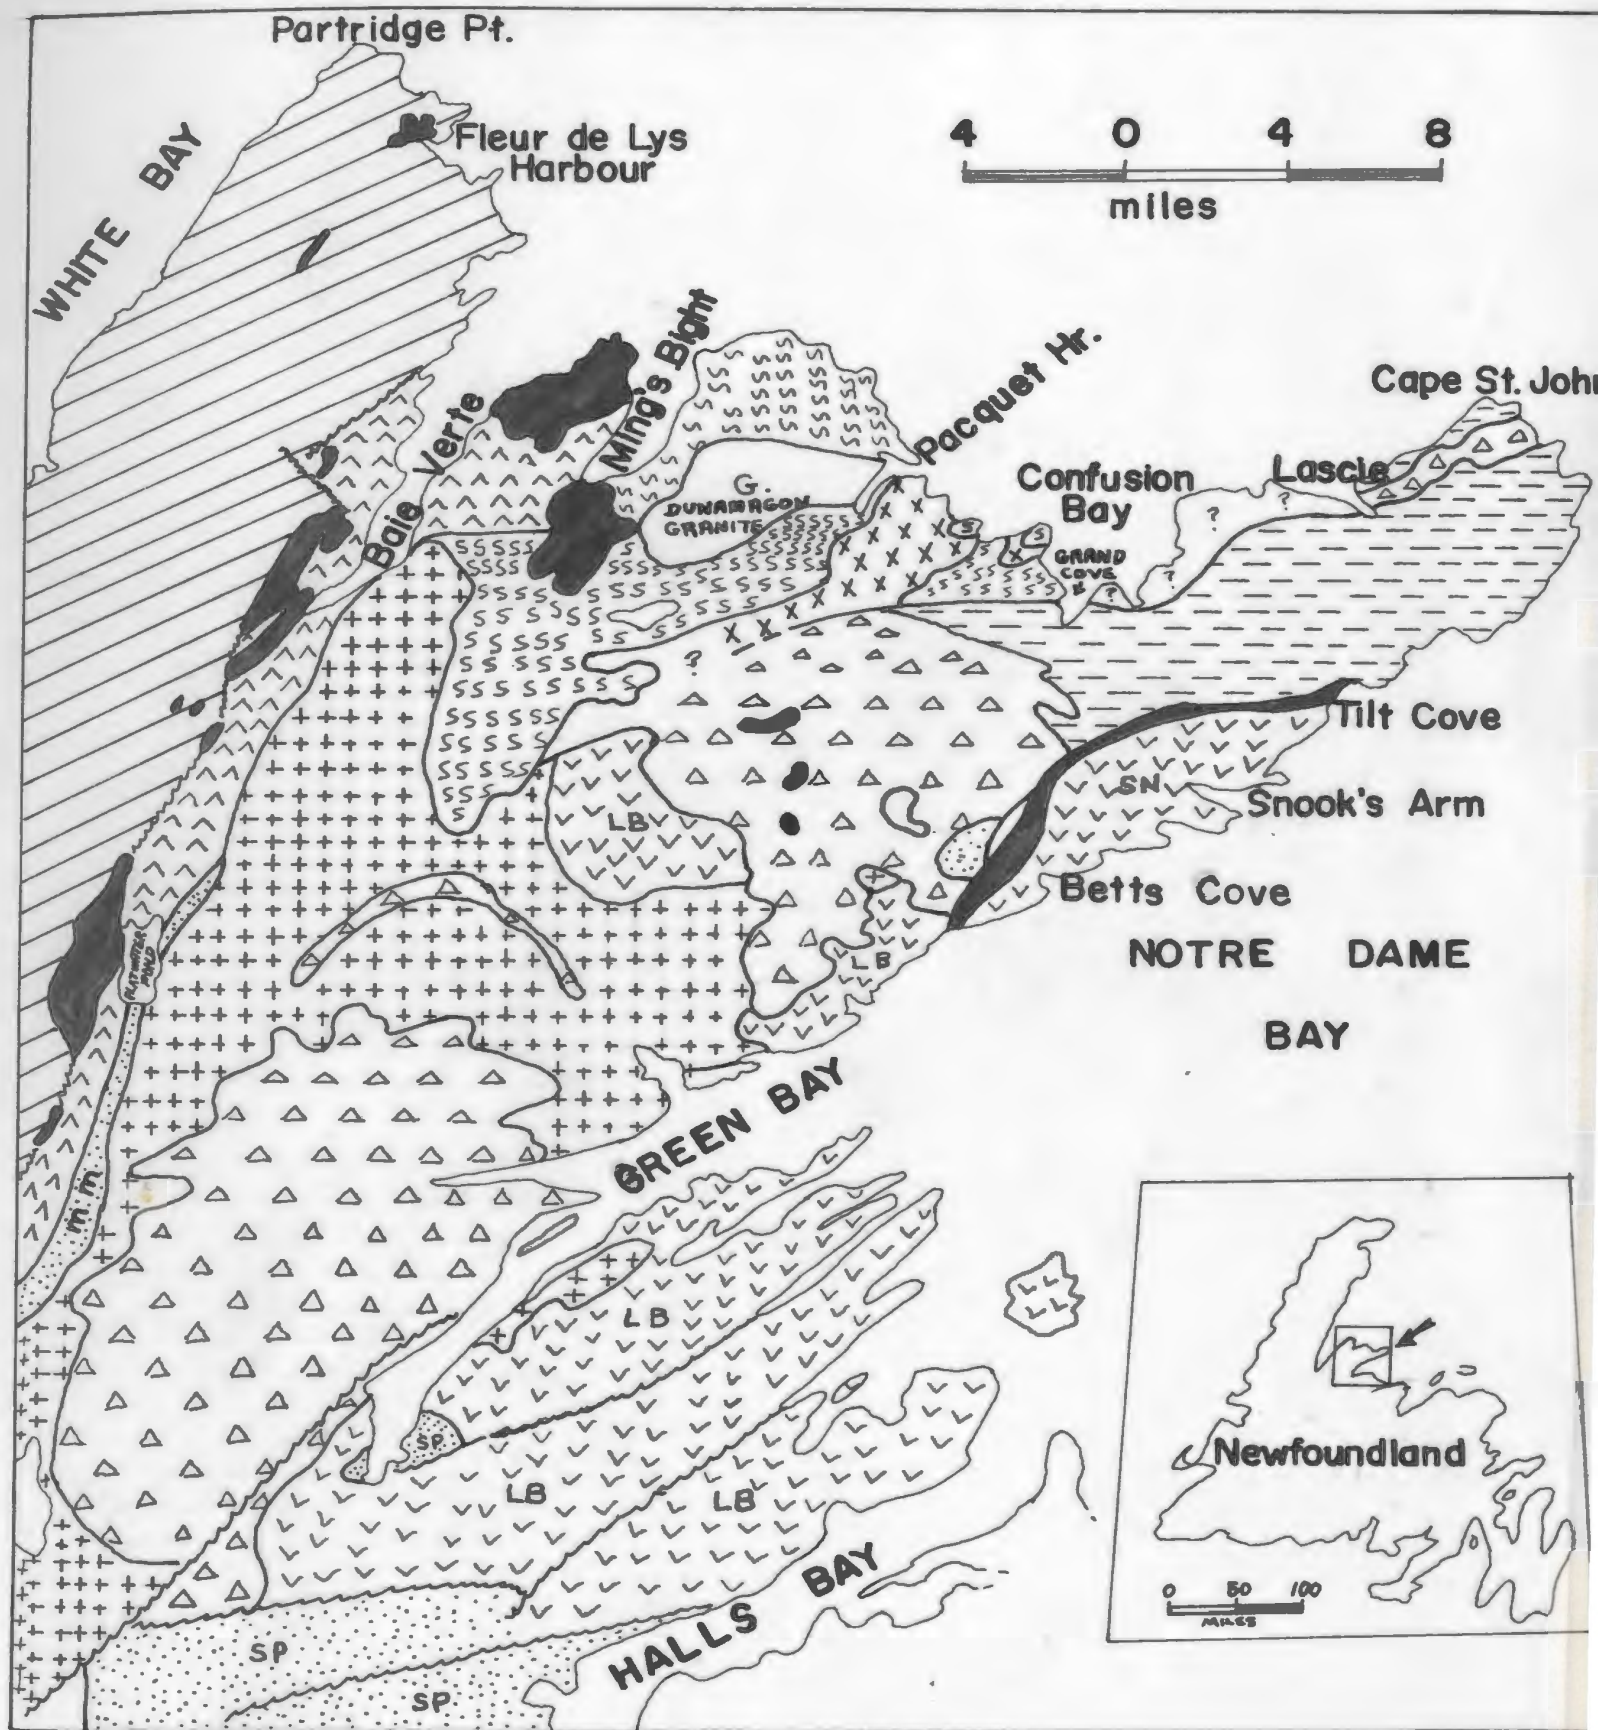 Partridge Pt.
WHITE BAY
Fleur de Lys
Harbour
4 0 4 8
miles
Ming's Bight
Pacquet Hr.
Cape St. John
Baie Verte
Confusion
Bay
Lascie
G.
DUNAMAGON
GRANITE
GRAND
COVE
Tilt Cove
SN
Snook's Arm
LB
Betts Cove
FLATWATER
POND
LB
NOTRE DAME
BAY
GREEN BAY
m
m
LB
SP
LB
LB
HALLS BAY
SP
SP
Newfoundland
0 50 100
MILES